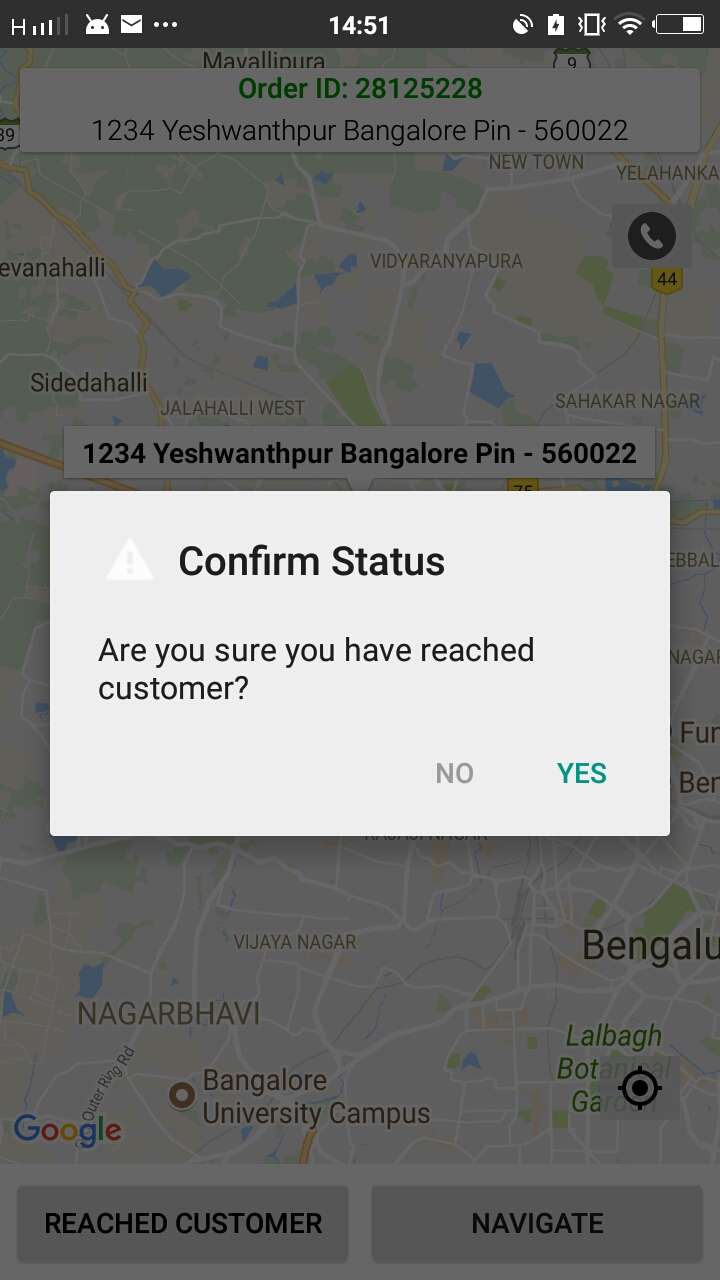 H 14:51
Mavallipura
9
Order ID: 28125228
39
1234 Yeshwanthpur Bangalore Pin - 560022
NEW TOWN
YELAHANKA
evanahalli
VIDYARANYAPURA
44
Sidedahalli
JALAHALLI WEST
SAHAKAR NAGAR
1234 Yeshwanthpur Bangalore Pin - 560022
75
Confirm Status
EBBAL
Are you sure you have reached
customer?
NAGAR
Fun
NO YES
Ben
RAJAJI NAGAR
VIJAYA NAGAR
Bengalu
NAGARBHAVI
Lalbagh
Botanical
Garden
Outer Ring Rd
Bangalore
University Campus
Google
REACHED CUSTOMER NAVIGATE